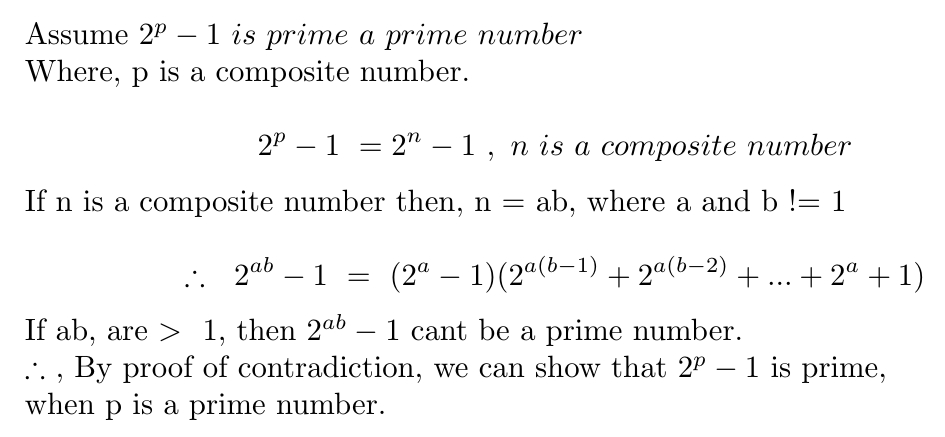 Assume 2^p − 1 is prime a prime number
Where, p is a composite number.
2^p − 1 = 2^n − 1 , n is a composite number
If n is a composite number then, n = ab, where a and b != 1
∴ 2^{ab} − 1 = (2^a − 1)(2^{a(b−1)} + 2^{a(b−2)} + ... + 2^a + 1)
If ab, are > 1, then 2^{ab} − 1 cant be a prime number.
∴ , By proof of contradiction, we can show that 2^p − 1 is prime,
when p is a prime number.